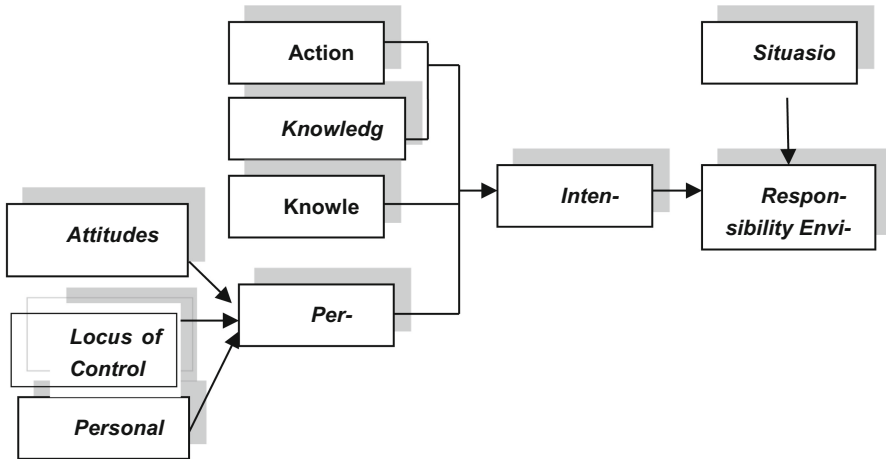 Action
Situasio
Knowledg
Knowle
Inten-
Respon-
sibility Envi-
Attitudes
Per-
Locus of
Control
Personal